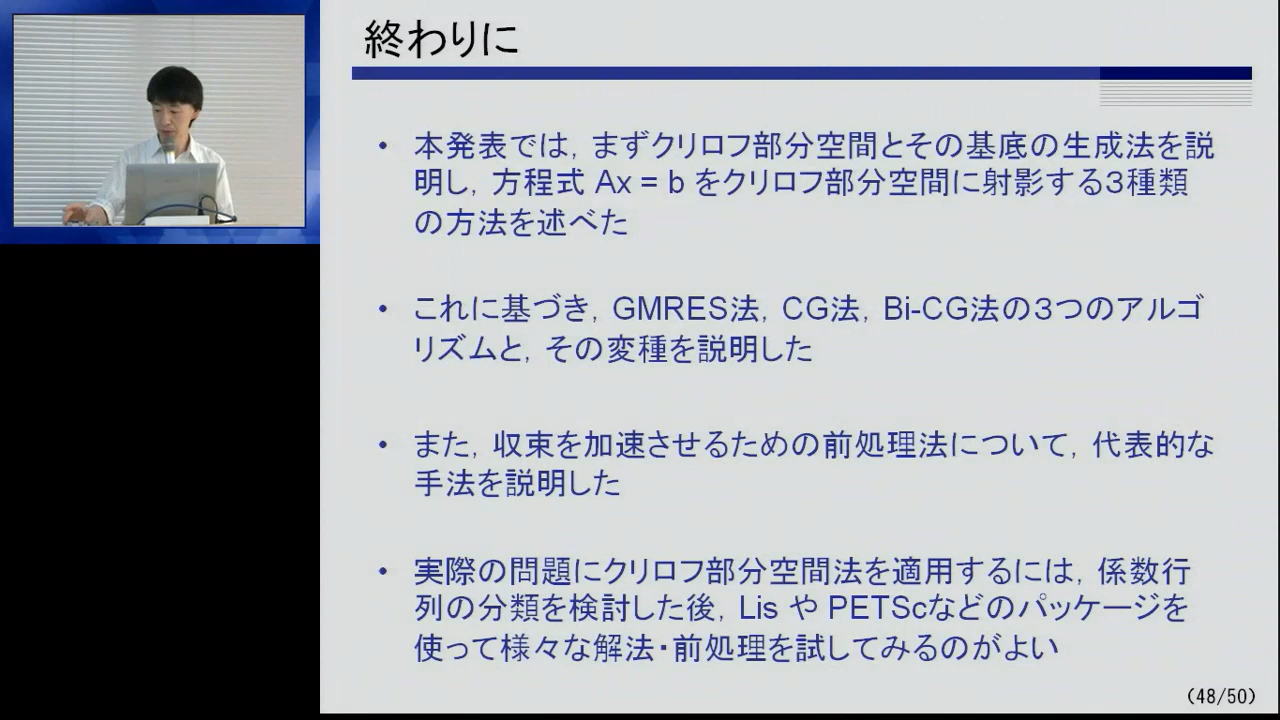 終わりに
• 本発表では，まずクリロフ部分空間とその基底の生成法を説
明し，方程式 Ax = b をクリロフ部分空間に射影する３種類
の方法を述べた
• これに基づき，GMRES法，CG法，Bi-CG法の３つのアルゴ
リズムと，その変種を説明した
• また，収束を加速させるための前処理法について，代表的な
手法を説明した
• 実際の問題にクリロフ部分空間法を適用するには，係数行
列の分類を検討した後，Lis や PETScなどのパッケージを
使って様々な解法・前処理を試してみるのがよい
（48/50）